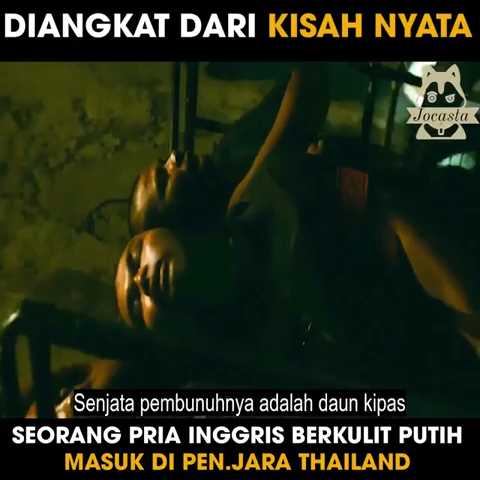 DIANGKAT DARI KISAH NYATA
Jocasta
Senjata pembunuhnya adalah daun kipas
SEORANG PRIA INGGRIS BERKULIT PUTIH
MASUK DI PEN.JARA THAILAND